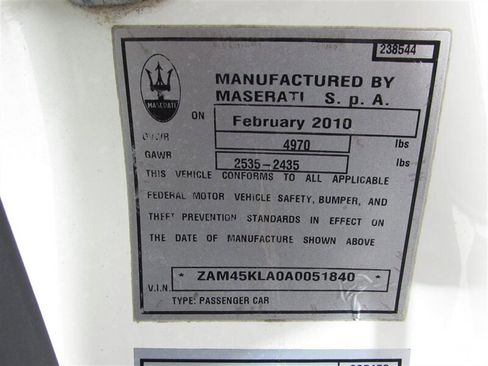 238544
MASERATI
MANUFACTURED BY
MASERATI S. p. A.
ON February 2010
GVWR 4970 lbs
GAWR 2535-2435 lbs
THIS VEHICLE CONFORMS TO ALL APPLICABLE
FEDERAL MOTOR VEHICLE SAFETY, BUMPER, AND
THEFT PREVENTION STANDARDS IN EFFECT ON
THE DATE OF MANUFACTURE SHOWN ABOVE
V.I.N. * ZAM45KLA0A0051840 *
TYPE: PASSENGER CAR